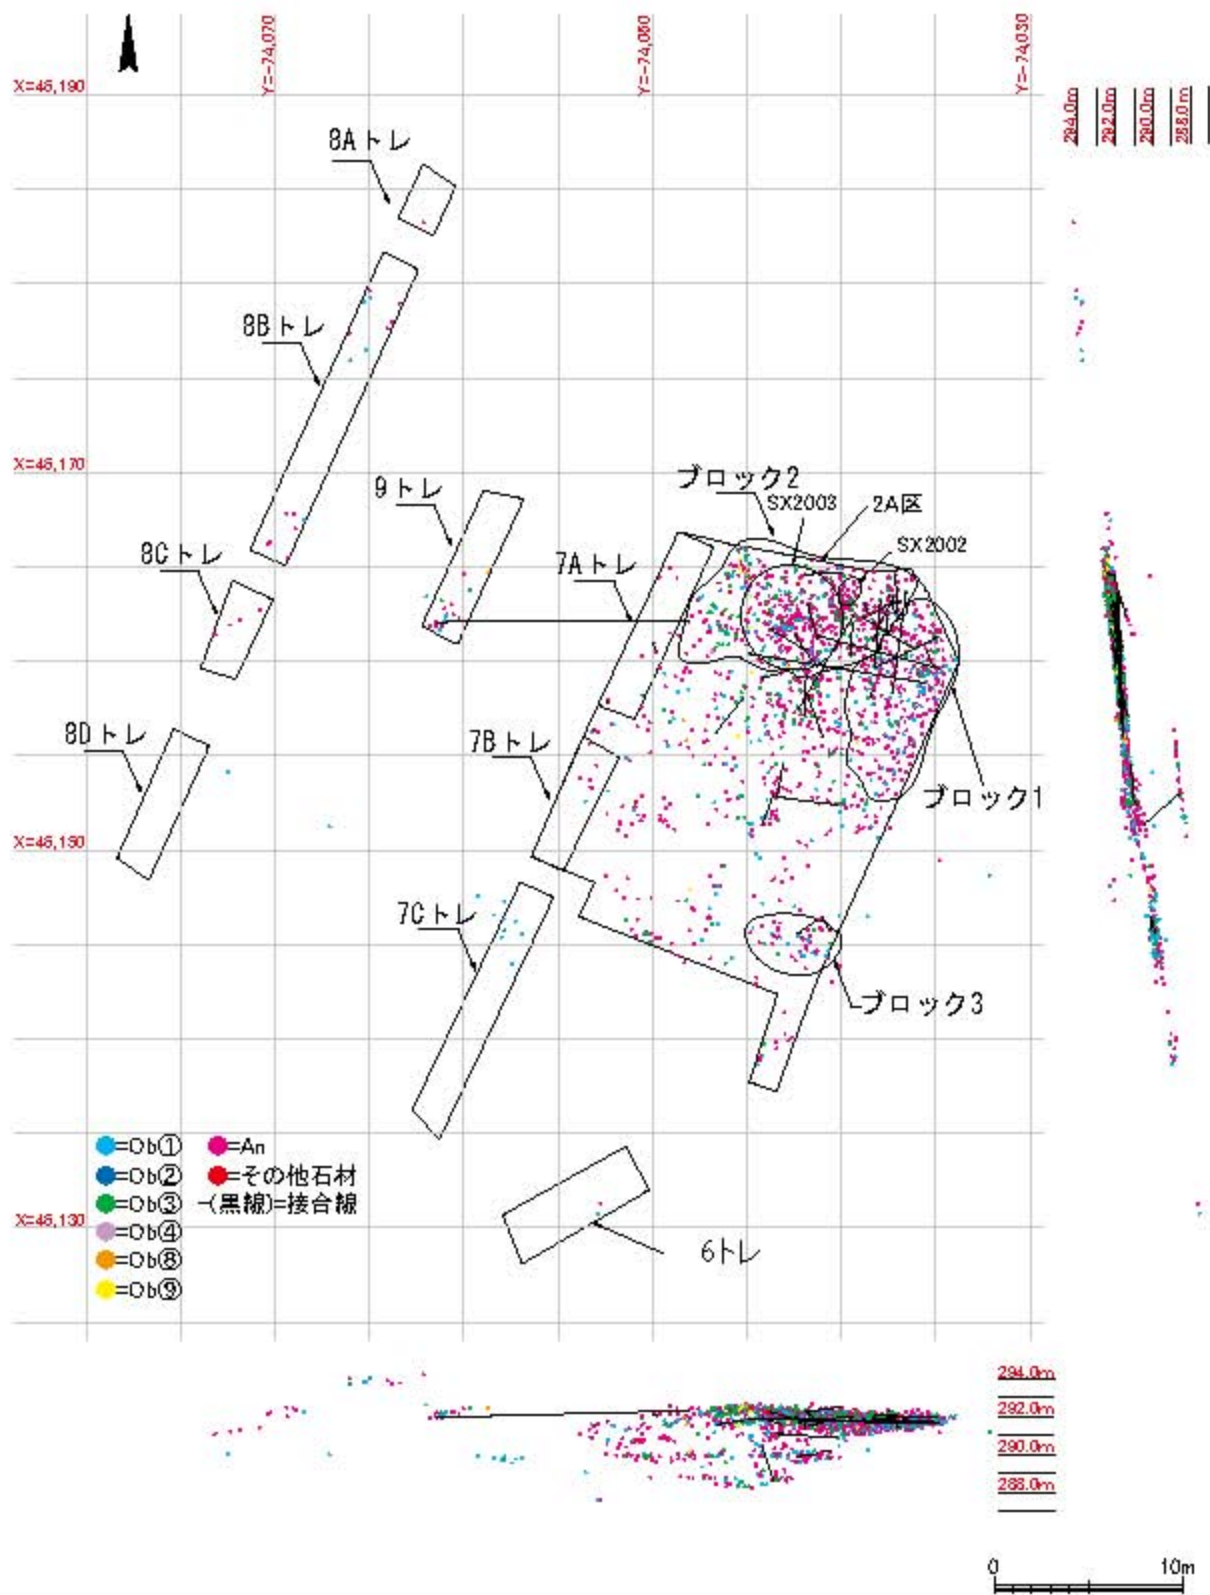 Y=-74,070
Y=-74,050
Y=-74,030
X=46,190
294.0m
292.0m
290.0m
288.0m
8Aトレ
8Bトレ
X=46,170
9トレ
ブロック2
SX2003
2A区
SX2002
8Cトレ
7Aトレ
8Dトレ
7Bトレ
ブロック1
X=46,150
7Cトレ
ブロック3
●=Ob① ●=An
●=Ob② ●=その他石材
●=Ob③ −(黒線)=接合線
●=Ob④
●=Ob⑧
●=Ob⑨
X=46,130
6トレ
294.0m
292.0m
290.0m
288.0m
0 10m